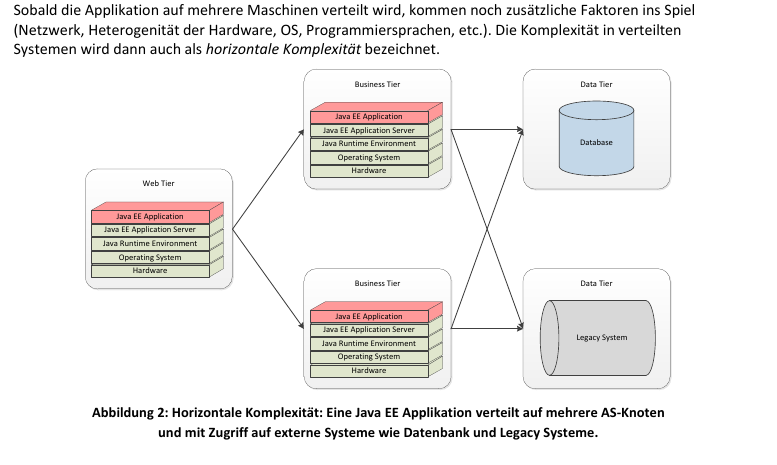 Sobald die Applikation auf mehrere Maschinen verteilt wird, kommen noch zusätzliche Faktoren ins Spiel
(Netzwerk, Heterogenität der Hardware, OS, Programmiersprachen, etc.). Die Komplexität in verteilten
Systemen wird dann auch als horizontale Komplexität bezeichnet.
Web Tier
Java EE Application
Java EE Application Server
Java Runtime Environment
Operating System
Hardware
Business Tier
Java EE Application
Java EE Application Server
Java Runtime Environment
Operating System
Hardware
Business Tier
Java EE Application
Java EE Application Server
Java Runtime Environment
Operating System
Hardware
Data Tier
Database
Data Tier
Legacy System
Abbildung 2: Horizontale Komplexität: Eine Java EE Applikation verteilt auf mehrere AS-Knoten
und mit Zugriff auf externe Systeme wie Datenbank und Legacy Systeme.